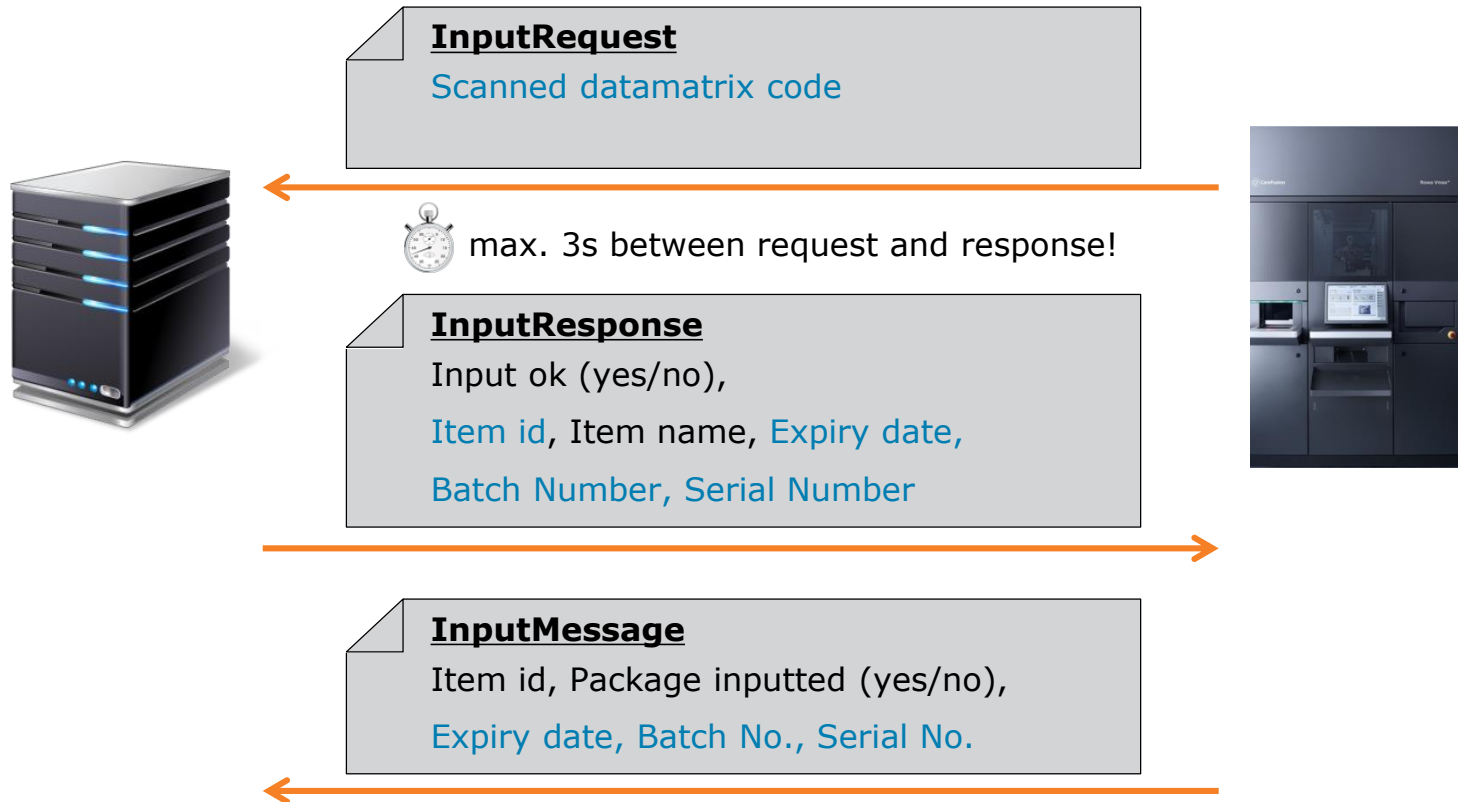 InputRequest
Scanned datamatrix code
max. 3s between request and response!
InputResponse
Input ok (yes/no),
Item id, Item name, Expiry date,
Batch Number, Serial Number
InputMessage
Item id, Package inputted (yes/no),
Expiry date, Batch No., Serial No.